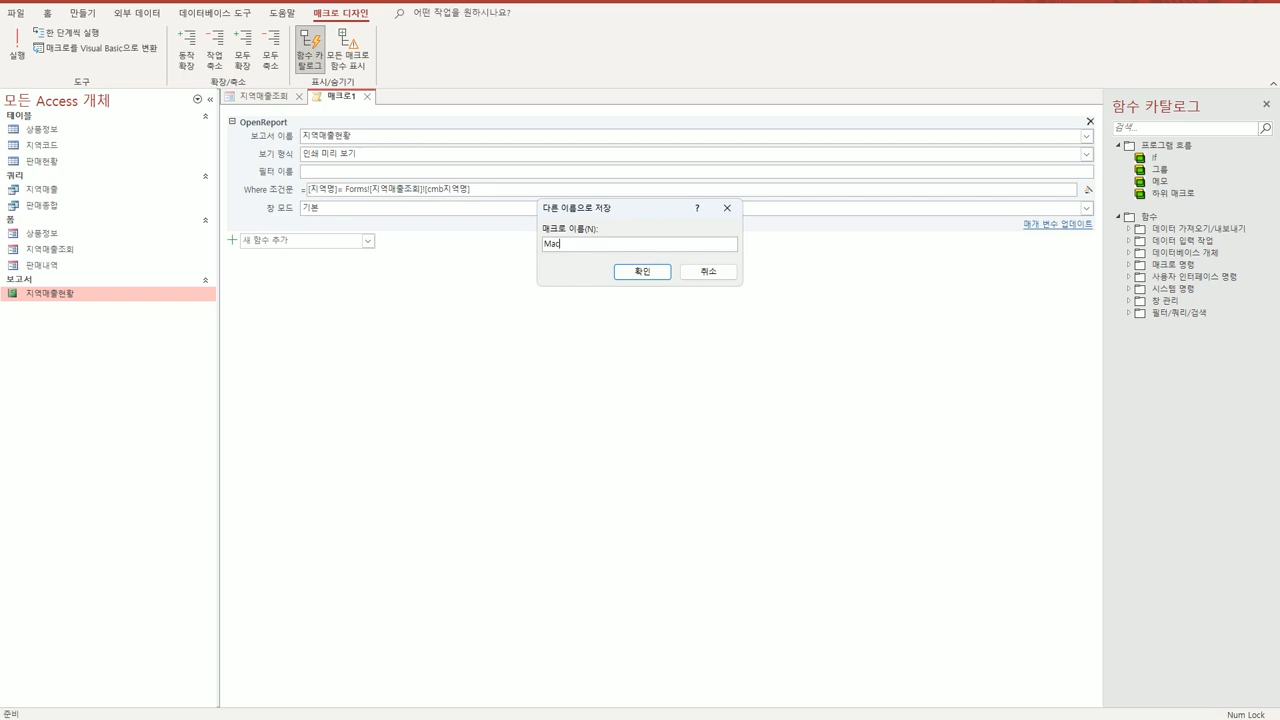 파일 홈 만들기 외부 데이터 데이터베이스 도구 도움말 매크로 디자인 어떤 작업을 원하시나요?
실행
한 단계씩 실행
매크로를 Visual Basic으로 변환
도구
동작 확장
작업 축소
모두 확장
모두 축소
확장/축소
함수 카탈로그
모든 매크로 함수 표시
표시/숨기기
모든 Access 개체
테이블
상품정보
지역코드
판매현황
쿼리
지역매출
판매종합
폼
상품정보
지역매출조회
판매내역
보고서
지역매출현황
지역매출조회 매크로1
OpenReport
보고서 이름 지역매출현황
보기 형식 인쇄 미리 보기
필터 이름
Where 조건문 = [지역명]= Forms![지역매출조회]![cmb지역명]
창 모드 기본
매개 변수 업데이트
새 함수 추가
다른 이름으로 저장 ?
매크로 이름(N):
Mac
확인 취소
함수 카탈로그
검색...
프로그램 흐름
If
그룹
메모
하위 매크로
함수
데이터 가져오기/내보내기
데이터 입력 작업
데이터베이스 개체
매크로 명령
사용자 인터페이스 명령
시스템 명령
창 관리
필터/쿼리/검색
준비 Num Lock